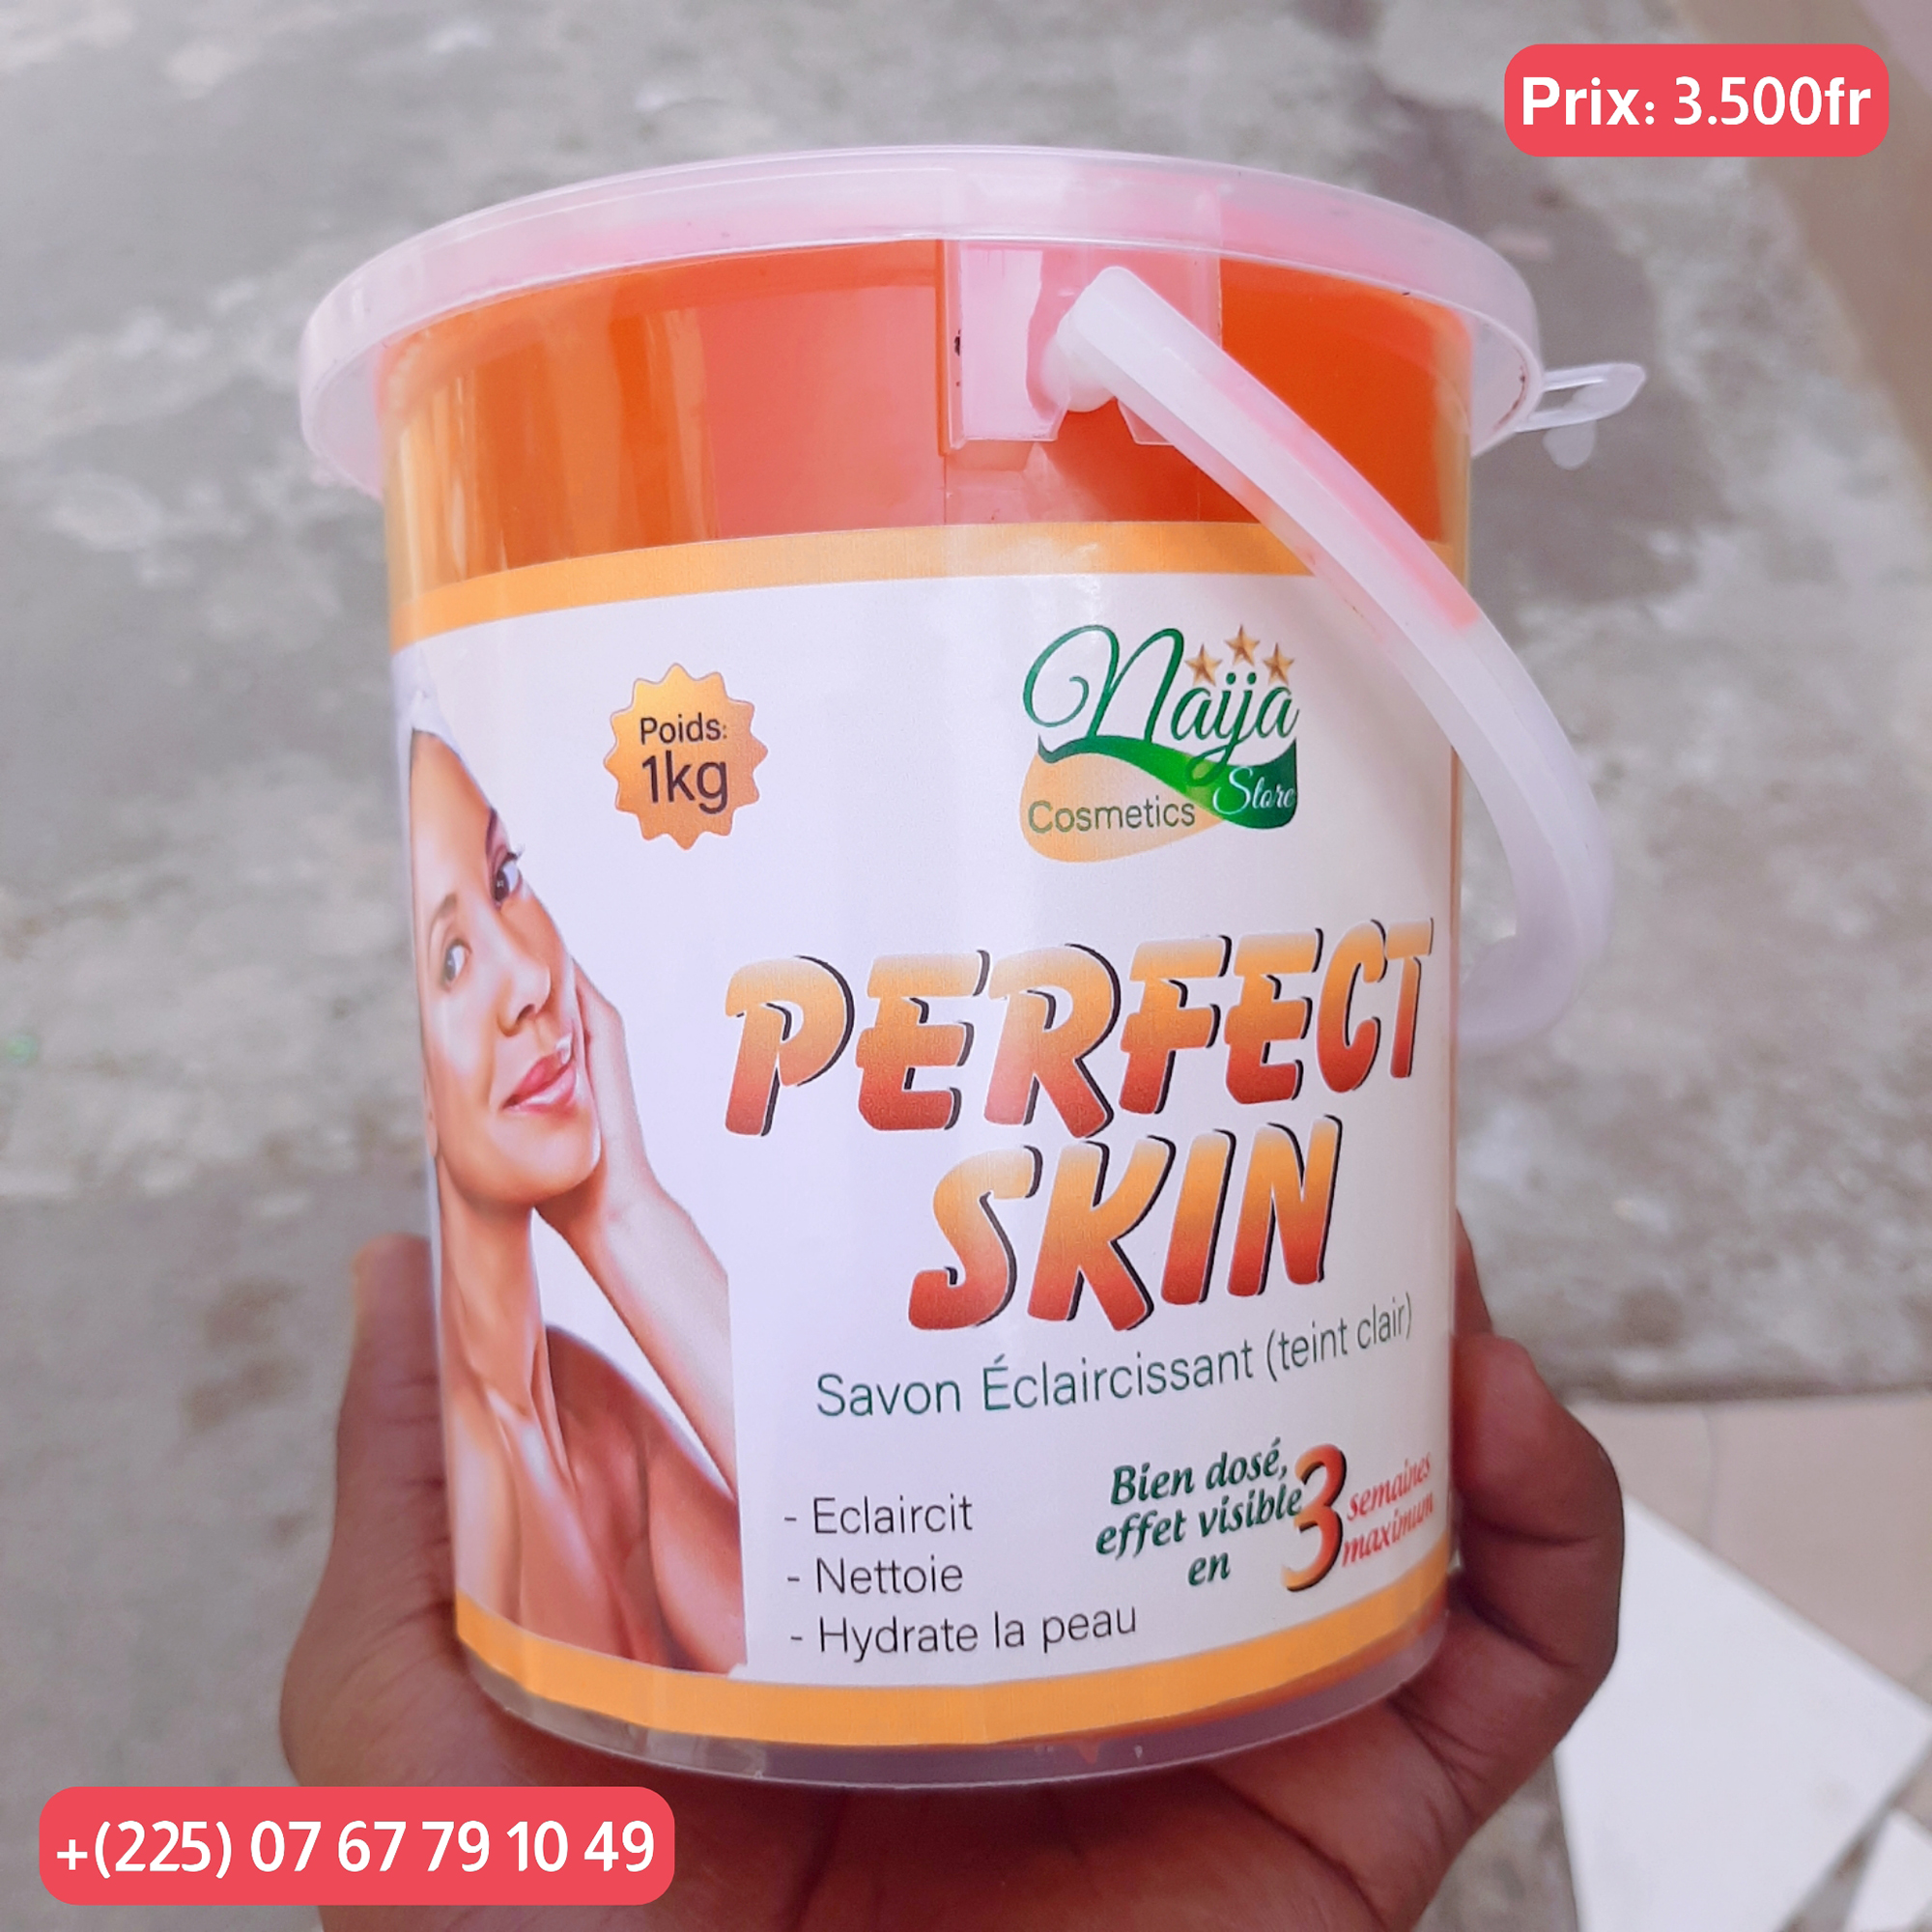 Prix: 3.500fr
Poids:
1kg
Naija
Cosmetics Store
PERFECT
SKIN
Savon Éclaircissant (teint clair)
- Eclaircit
- Nettoie
- Hydrate la peau
Bien dosé,
effet visible
en 3 semaines
maximum
+(225) 07 67 79 10 49